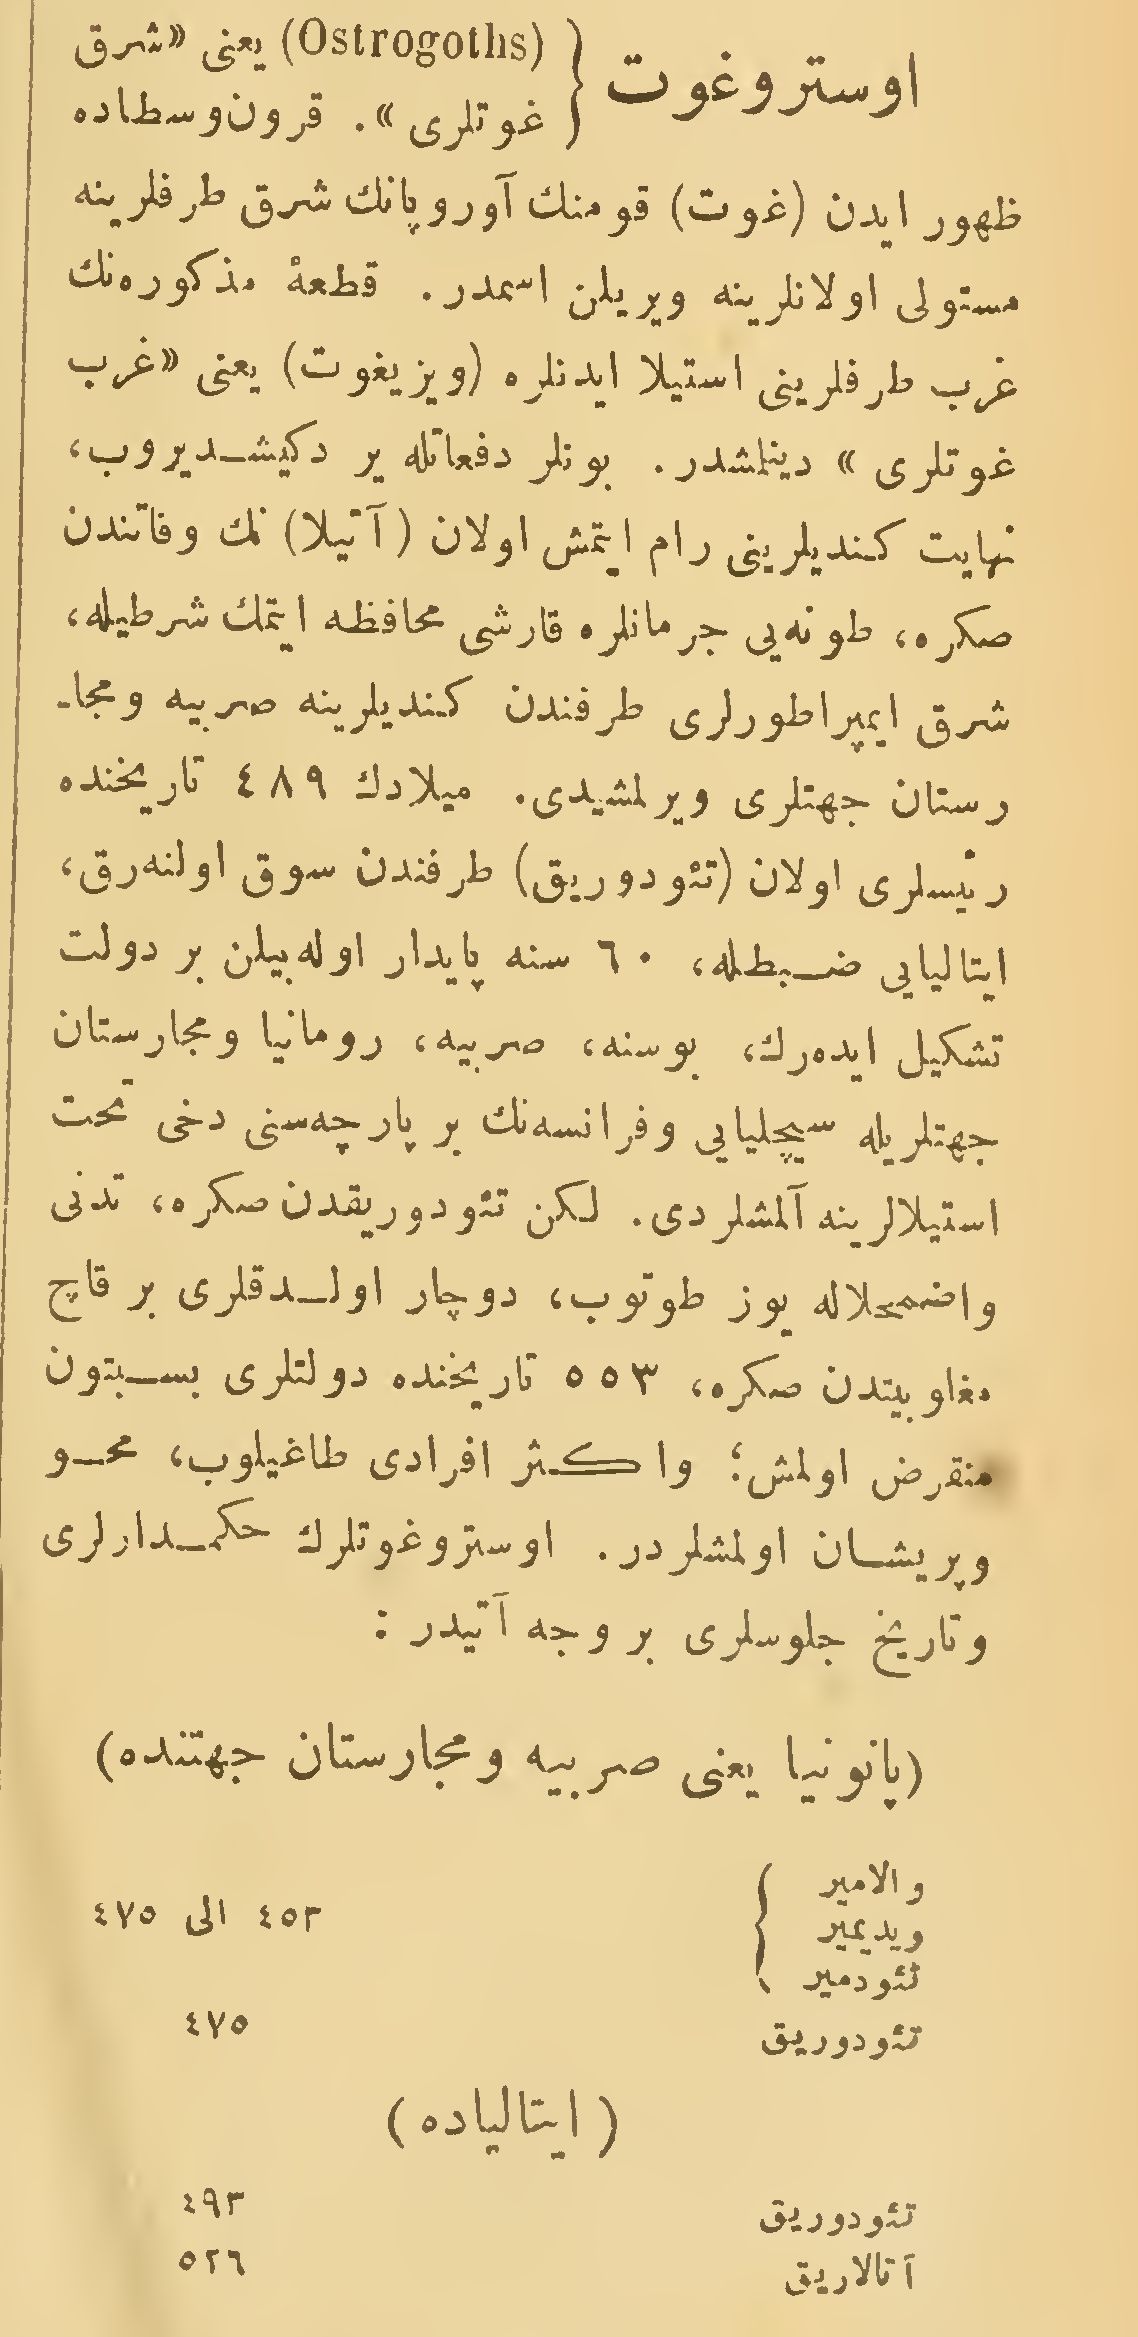 اوستروغوت { (Ostrogoths) یعنی «شرق
غوتلری» . قرون‌وسطاده
ظهور ایدن (غوت) قومنك آوروپانك شرق طرفلرینه
مستولی اولانلرینه ویریلن اسمدر. قطعهٔ مذکوره‌نك
غرب طرفلرینی استیلا ایدنلره (ویزیغوت) یعنی «غرب
غوتلری» دینلمشدر. بونلر دفعاتله یر دکیشدیروب،
نهایت کندیلرینی رام ایتمش اولان (آتیلا) نك وفاتندن
صکره، طونه‌یی جرمانلره قارشی محافظه ایتمك شرطیله،
شرق ایمپراطورلری طرفندن کندیلرینه صربیه ومجا-
رستان جهتلری ویرلمشیدی. میلادك ٤٨٩ تاریخنده
رئیسلری اولان (تئودوریق) طرفندن سوق اولنه‌رق،
ایتالیایی ضبطله، ٦٠ سنه پایدار اوله‌بیلن بر دولت
تشکیل ایده‌رك، بوسنه، صربیه، رومانیا ومجارستان
جهتلریله سیچلیایی وفرانسه‌نك بر پارچه‌سنی دخی تحت
استیلالرینه آلمشلردی. لکن تئودوریقدن صکره، تدنی
واضمحلاله یوز طوتوب، دوچار اولدقلری بر قاچ
مغلوبیتدن صکره، ٥٥٣ تاریخنده دولتلری بسبتون
منقرض اولمش؛ واکثر افرادی طاغیلوب، محو
وپریشان اولمشلردر. اوستروغوتلرك حکمدارلری
وتاریخ جلوسلری بر وجه آتیدر :
(پانونیا یعنی صربیه ومجارستان جهتنده)
والامیر
ویدیمیر } ٤٥٣ الی ٤٧٥
تئودمیر
تئودوریق ٤٧٥
(ایتالیاده)
تئودوریق ٤٩٣
آتالاریق ٥٢٦